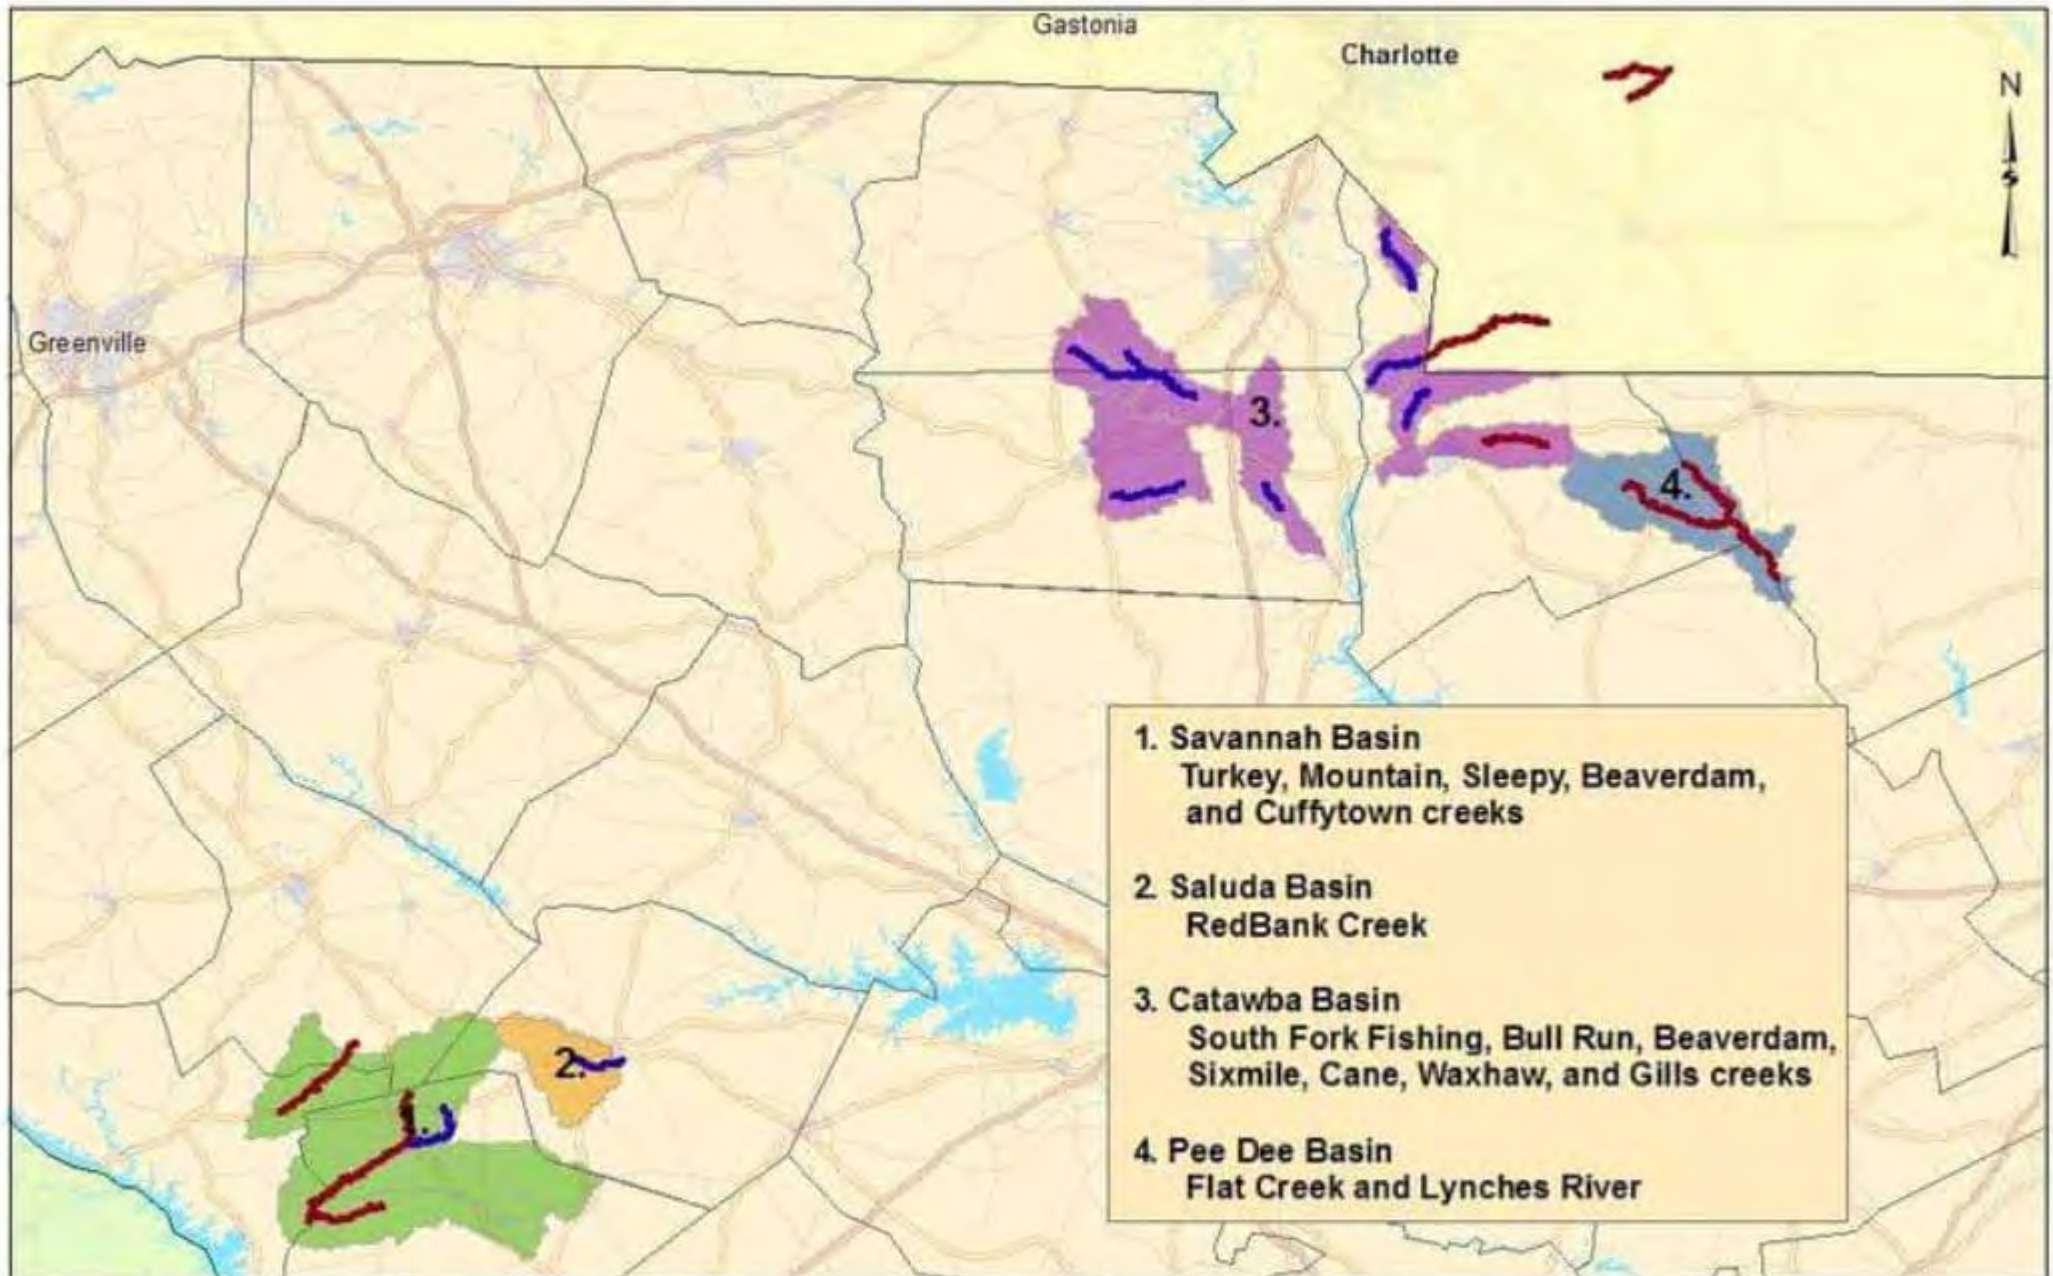 Gastonia
Charlotte
N
S
Greenville
3.
4.
1. Savannah Basin
Turkey, Mountain, Sleepy, Beaverdam,
and Cuffytown creeks
2. Saluda Basin
RedBank Creek
3. Catawba Basin
South Fork Fishing, Bull Run, Beaverdam,
Sixmile, Cane, Waxhaw, and Gills creeks
4. Pee Dee Basin
Flat Creek and Lynches River
2.
1.